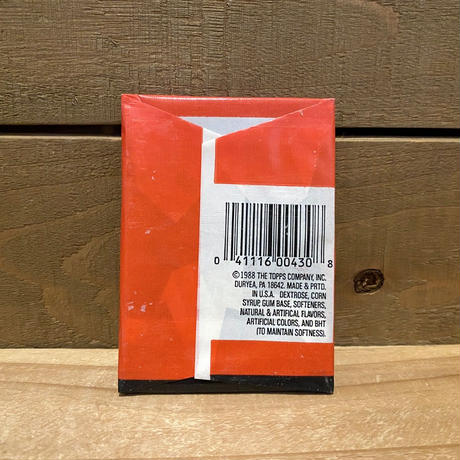 0 41116 00430 8
©1988 THE TOPPS COMPANY, INC.
DURYEA, PA 18642. MADE & PRTD.
IN U.S.A. DEXTROSE, CORN
SYRUP, GUM BASE, SOFTENERS,
NATURAL & ARTIFICAL FLAVORS,
ARTIFICIAL COLORS, AND BHT
(TO MAINTAIN SOFTNESS).